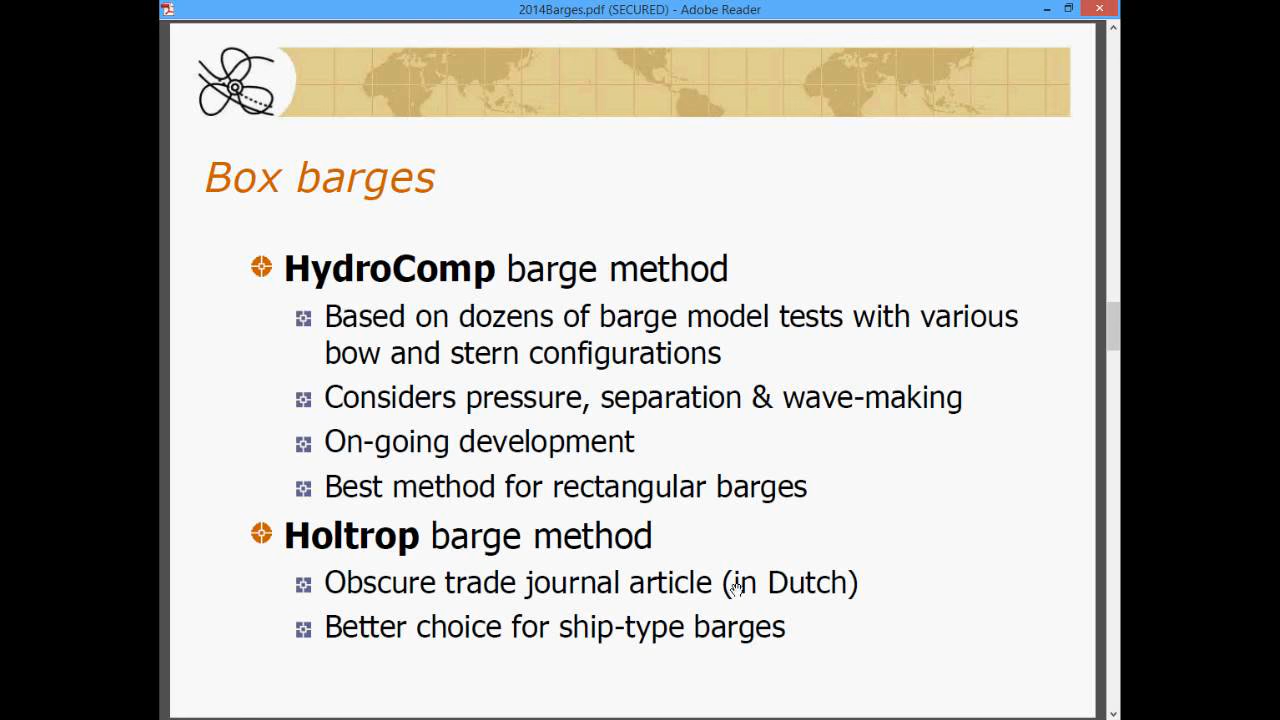 2014Barges.pdf (SECURED) - Adobe Reader
Box barges
HydroComp barge method
Based on dozens of barge model tests with various
bow and stern configurations
Considers pressure, separation & wave-making
On-going development
Best method for rectangular barges
Holtrop barge method
Obscure trade journal article (in Dutch)
Better choice for ship-type barges